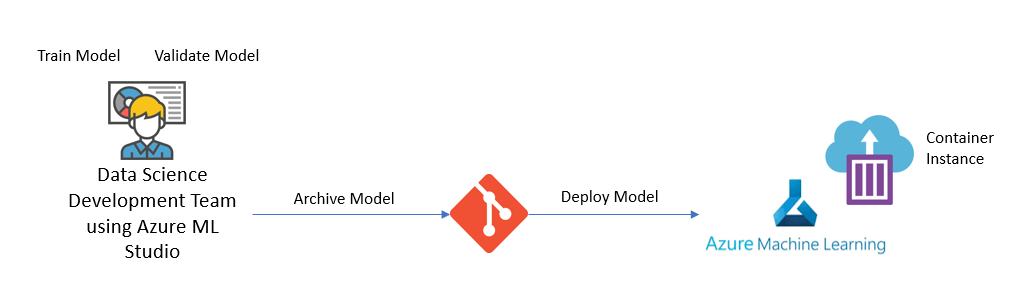 Train Model
Validate Model
Data Science
Development Team
using Azure ML
Studio
Archive Model
Deploy Model
Container
Instance
Azure Machine Learning